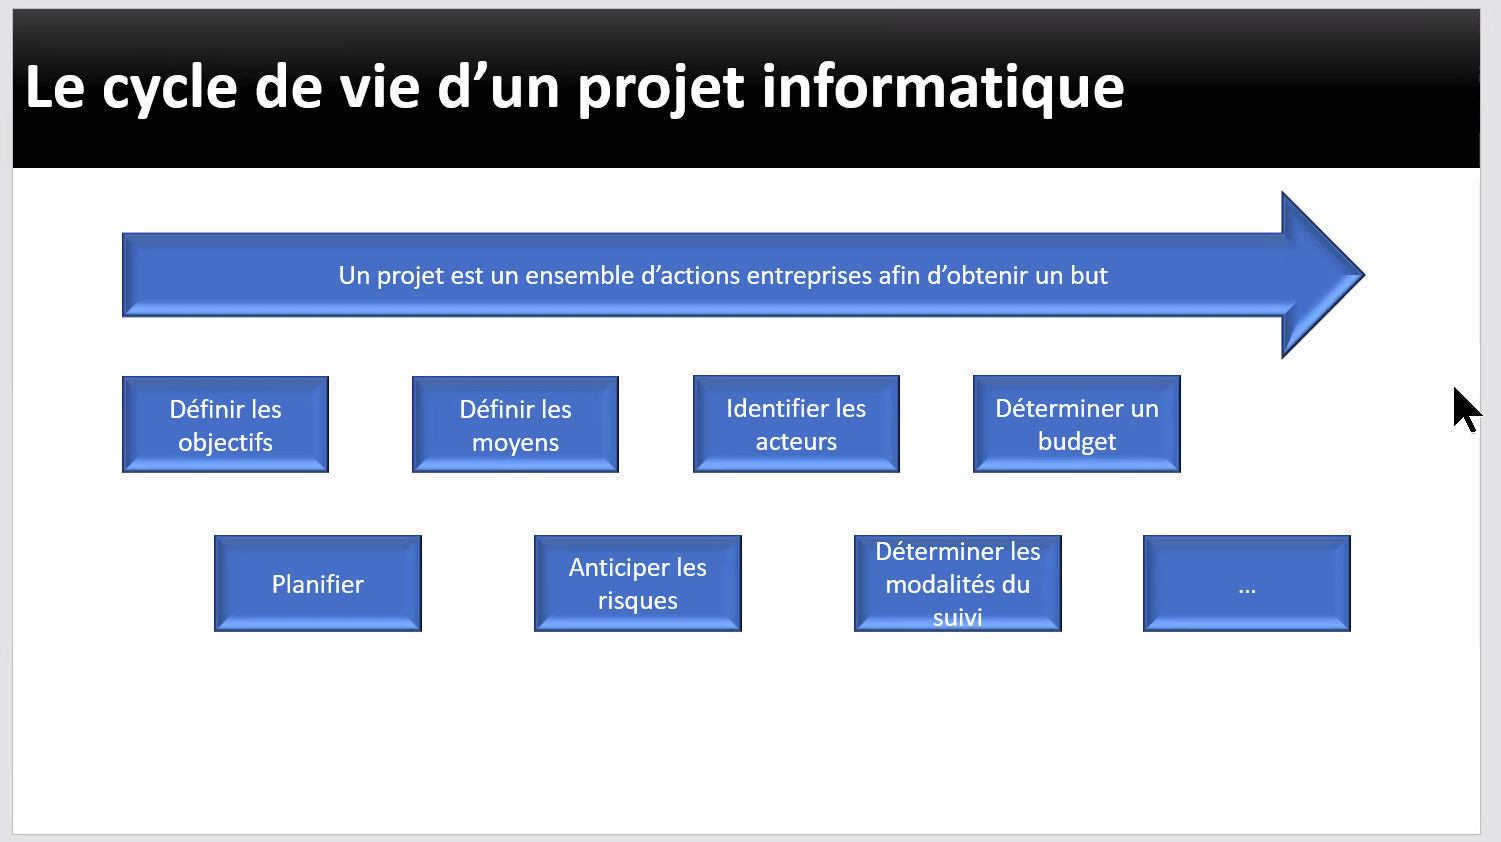 Le cycle de vie d’un projet informatique
Un projet est un ensemble d’actions entreprises afin d’obtenir un but
Définir les
objectifs
Définir les
moyens
Identifier les
acteurs
Déterminer un
budget
Planifier
Anticiper les
risques
Déterminer les
modalités du
suivi
...